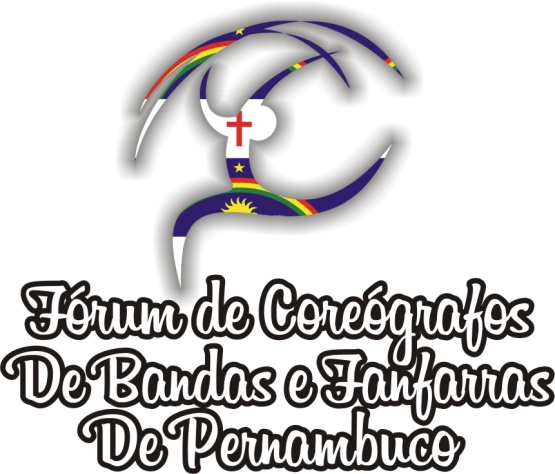 Fórum de Coreógrafos
De Bandas e Fanfarras
De Pernambuco